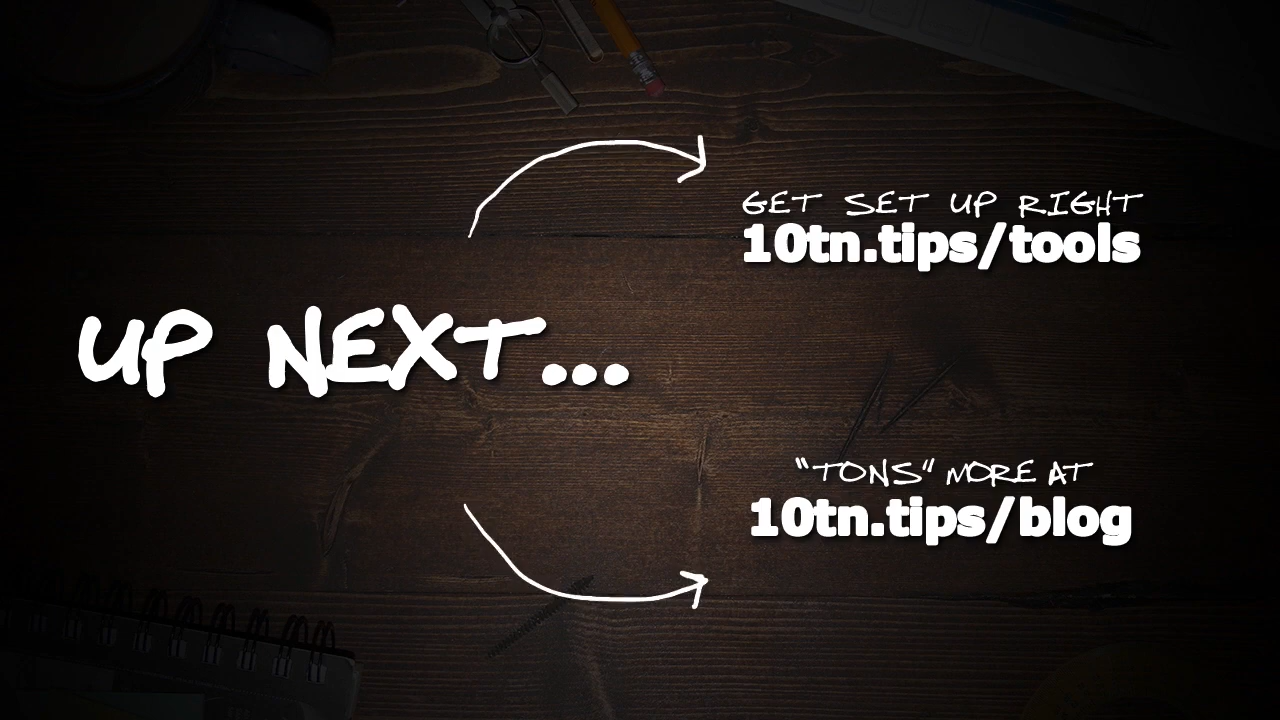 UP NEXT...
GET SET UP RIGHT
10tn.tips/tools
"TONS" MORE AT
10tn.tips/blog